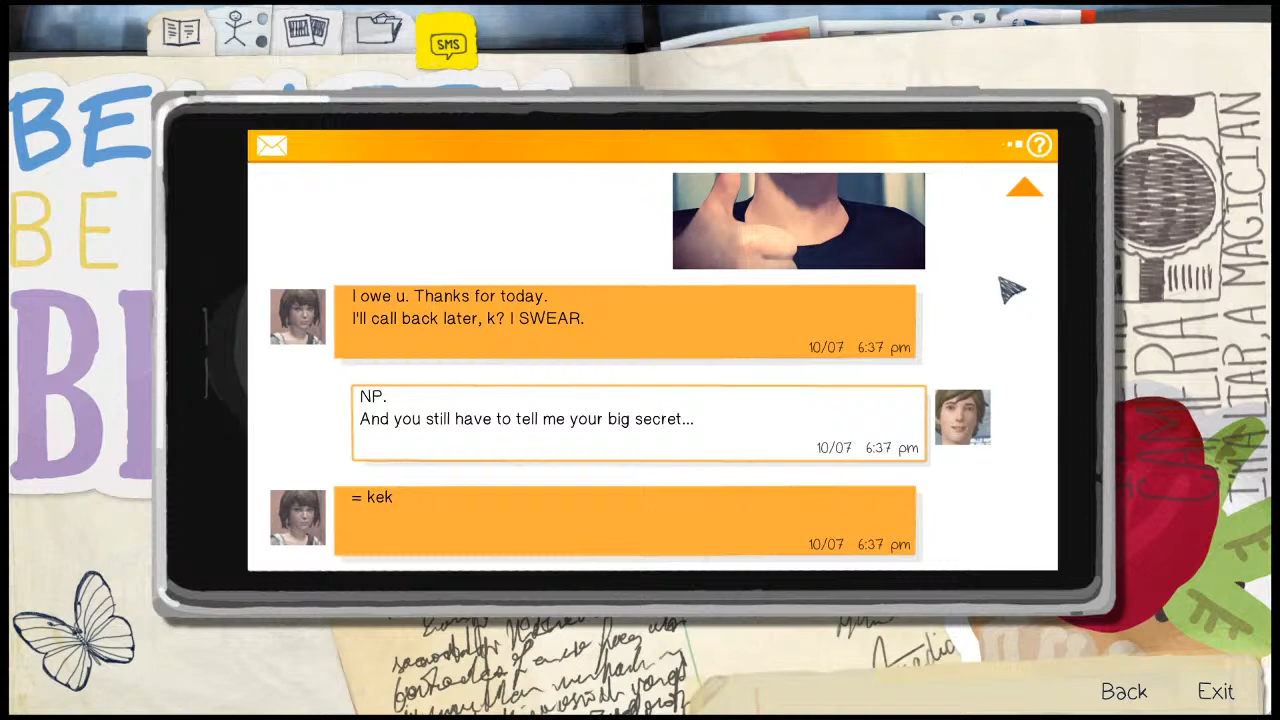 SMS
BE
BE
?
I owe u. Thanks for today.
I'll call back later, k? I SWEAR.
10/07 6:37 pm
NP.
And you still have to tell me your big secret...
10/07 6:37 pm
= kek
10/07 6:37 pm
CAMERA
I'M LIAR, A MAGICIAN
Back
Exit